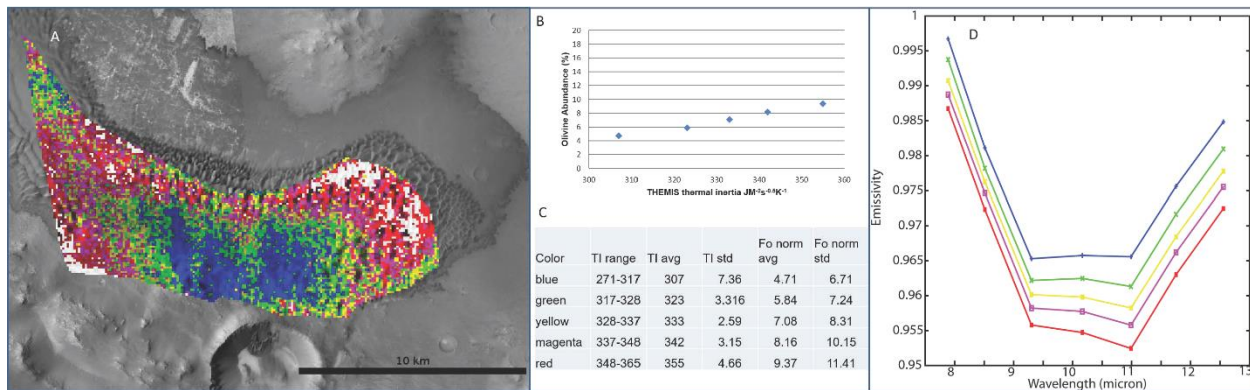 A
10 km
B
Olivine Abundance (%)
20
18
16
14
12
10
8
6
4
2
0
300 310 320 330 340 350 360
THEMIS thermal inertia JM⁻²s⁻⁰·⁵K⁻¹
C
Color TI range TI avg TI std Fo norm avg Fo norm std
blue 271-317 307 7.36 4.71 6.71
green 317-328 323 3.316 5.84 7.24
yellow 328-337 333 2.59 7.08 8.31
magenta 337-348 342 3.15 8.16 10.15
red 348-365 355 4.66 9.37 11.41
D
Emissivity
1
0.995
0.99
0.985
0.98
0.975
0.97
0.965
0.96
0.955
0.95
8 9 10 11 12 13
Wavelength (micron)